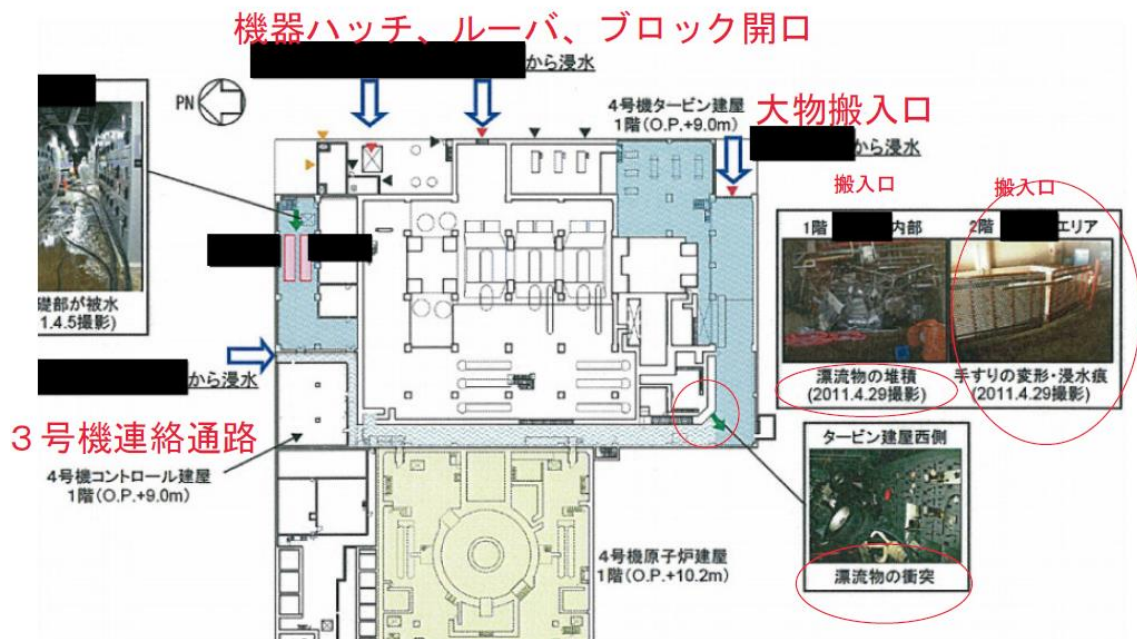 機器ハッチ、ルーバ、ブロック開口
から浸水
PN
4号機タービン建屋
1階(O.P.+9.0m)
大物搬入口
から浸水
搬入口
搬入口
1階
内部
2階
エリア
礎部が被水
1.4.5撮影)
漂流物の堆積
(2011.4.29撮影)
手すりの変形・浸水痕
(2011.4.29撮影)
から浸水
3号機連絡通路
4号機コントロール建屋
1階(O.P.+9.0m)
タービン建屋西側
漂流物の衝突
4号機原子炉建屋
1階(O.P.+10.2m)